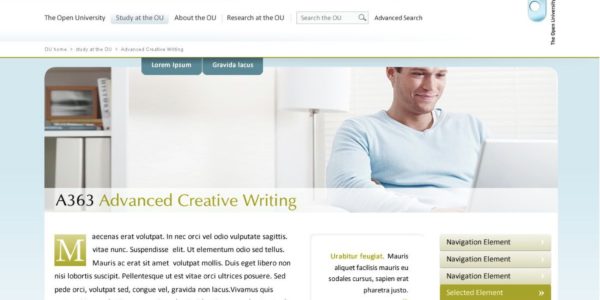 The Open University
Study at the OU
About the OU
Research at the OU
Search the OU
Advanced Search
The Open University
OU home > study at the OU > Advanced Creative Writing
Lorem Ipsum
Gravida lacus
A363 Advanced Creative Writing
Maecenas erat volutpat. In nec orci vel odio vulputate sagittis.
vitae nunc. Suspendisse elit. Ut elementum odio sed tellus.
Mauris ac erat sit amet volutpat mollis. Duis eget libero non
nisi lobortis suscipit. Pellentesque ut est vitae orci ultrices posuere. Sed
pede orci, volutpat sed, congue vel, gravida non lacus.Vivamus quis
Urabitur feugiat. Mauris
aliquet facilisis mauris eu
sodales cursus, sapien erat
pharetra justo.
Navigation Element
Navigation Element
Navigation Element
Selected Element »